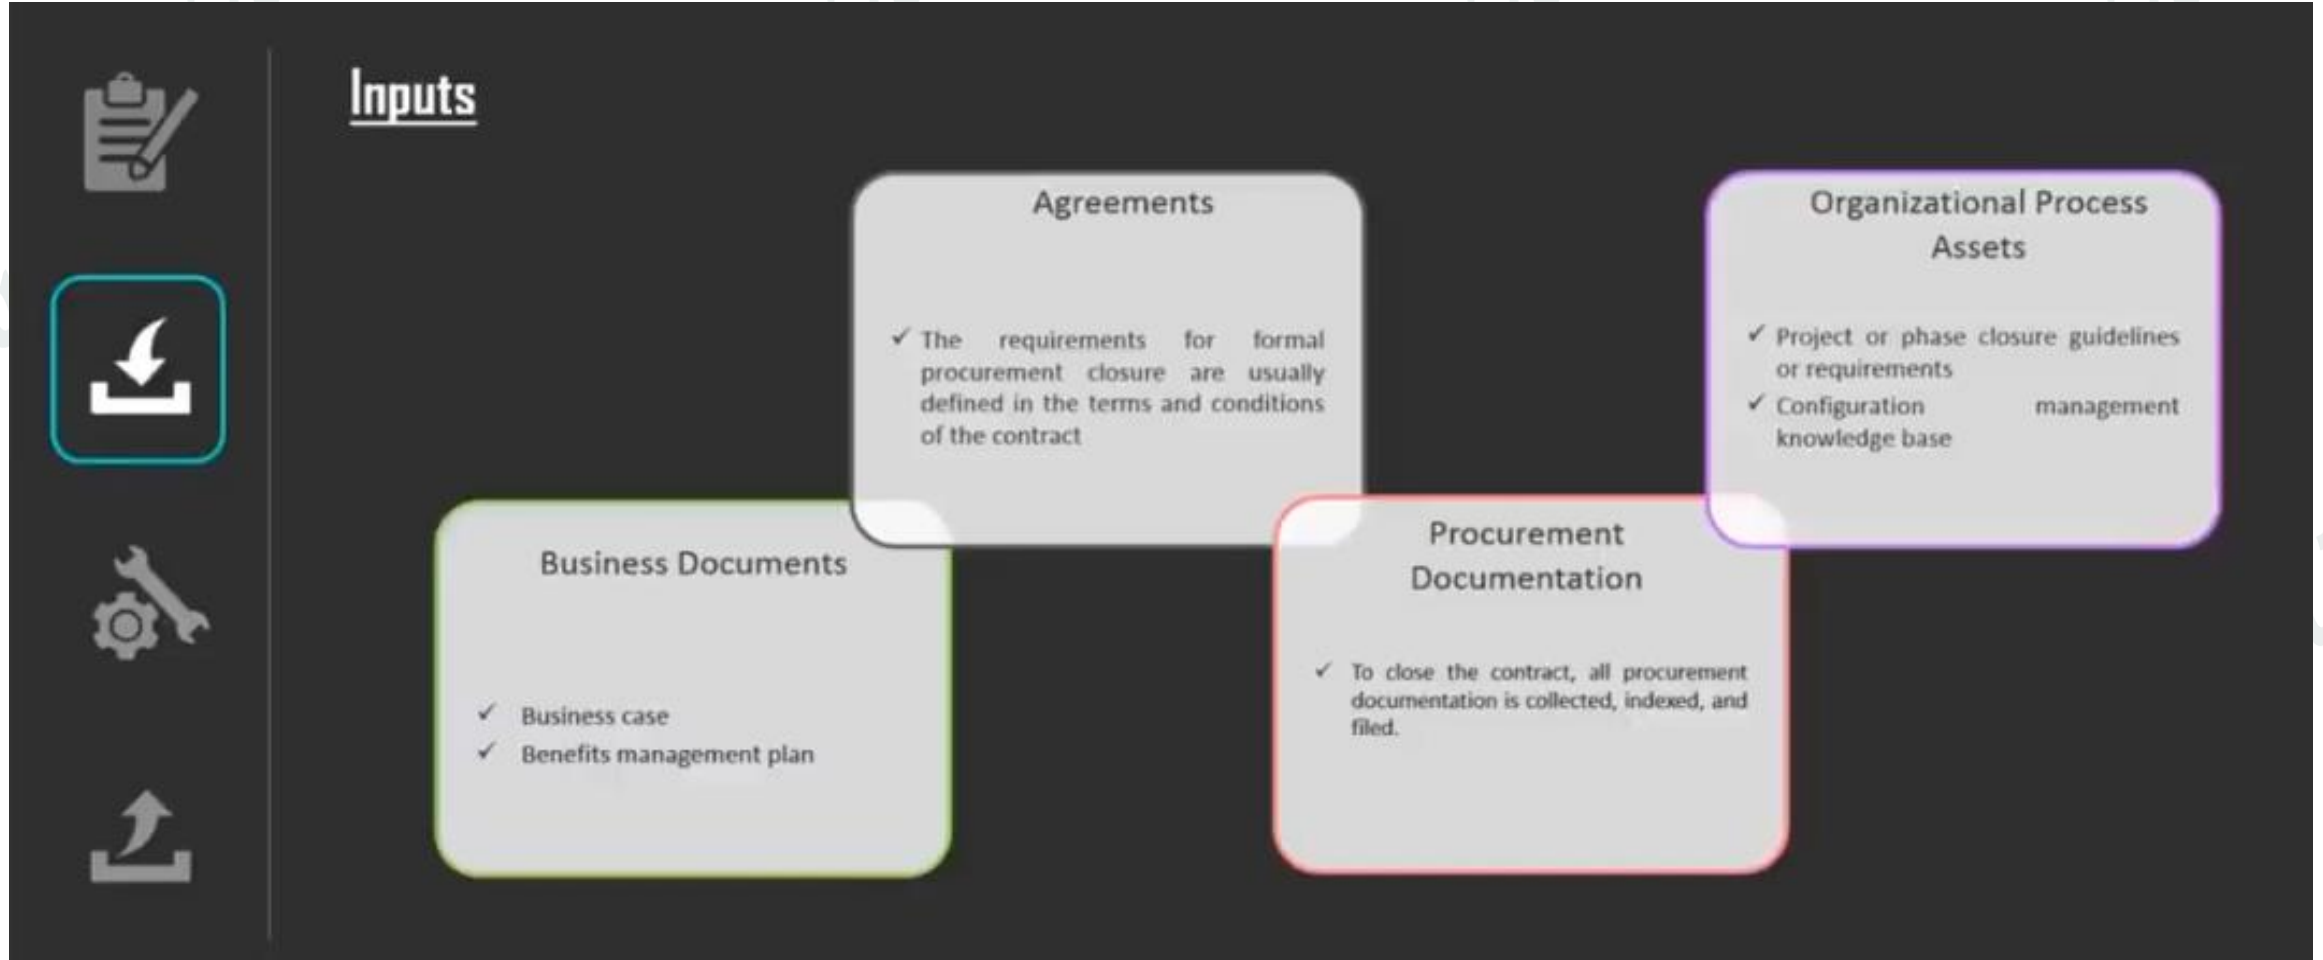 Inputs
Agreements
✓ The requirements for formal
procurement closure are usually
defined in the terms and conditions
of the contract
Organizational Process
Assets
✓ Project or phase closure guidelines
or requirements
✓ Configuration management
knowledge base
Business Documents
✓ Business case
✓ Benefits management plan
Procurement
Documentation
✓ To close the contract, all procurement
documentation is collected, indexed, and
filed.